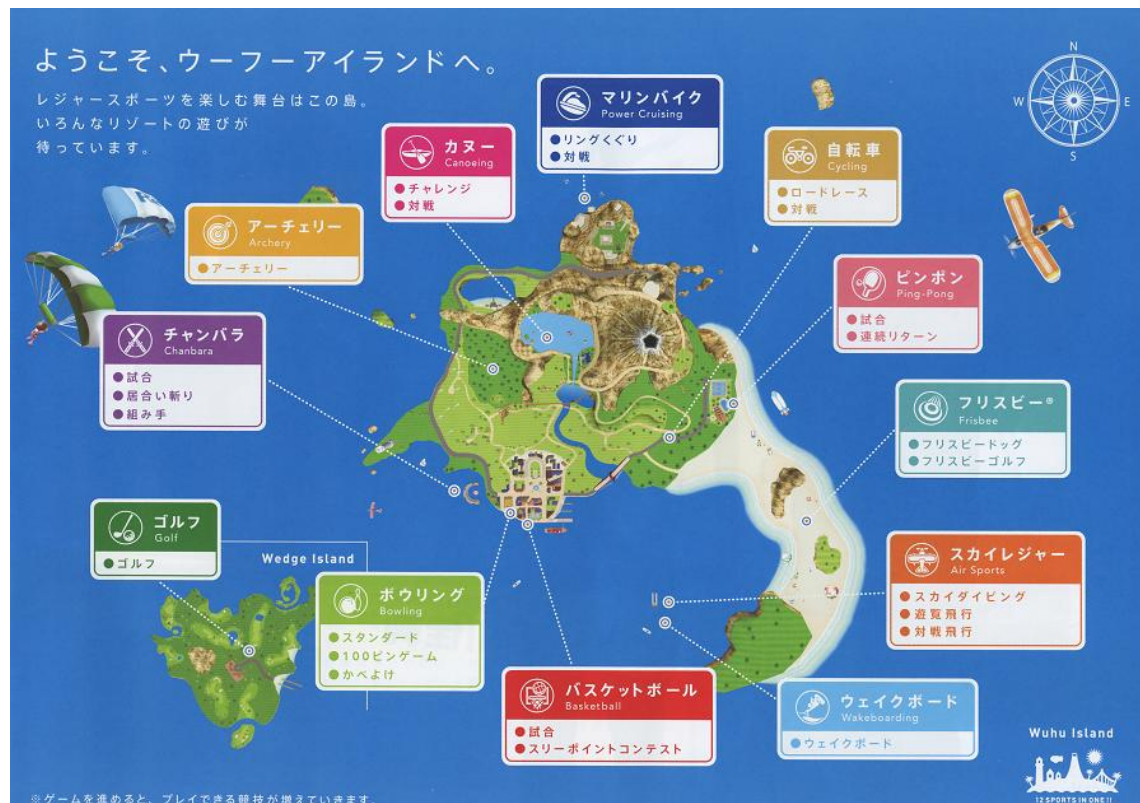 ようこそ、ウーフーアイランドへ。
レジャースポーツを楽しむ舞台はこの島。
いろんなリゾートの遊びが
待っています。
N
W
E
S
マリンバイク
Power Cruising
●リングくぐり
●対戦
カヌー
Canoeing
●チャレンジ
●対戦
自転車
Cycling
●ロードレース
●対戦
アーチェリー
Archery
●アーチェリー
ピンポン
Ping-Pong
●試合
●連続リターン
チャンバラ
Chanbara
●試合
●居合い斬り
●組み手
フリスビー®
Frisbee
●フリスビードッグ
●フリスビーゴルフ
ゴルフ
Golf
●ゴルフ
Wedge Island
スカイレジャー
Air Sports
●スカイダイビング
●遊覧飛行
●対戦飛行
ボウリング
Bowling
●スタンダード
●100ピンゲーム
●かべよけ
バスケットボール
Basketball
●試合
●スリーポイントコンテスト
ウェイクボード
Wakeboarding
●ウェイクボード
Wuhu Island
12 SPORTS IN ONE!!
※ゲームを進めると、プレイできる競技が増えていきます。